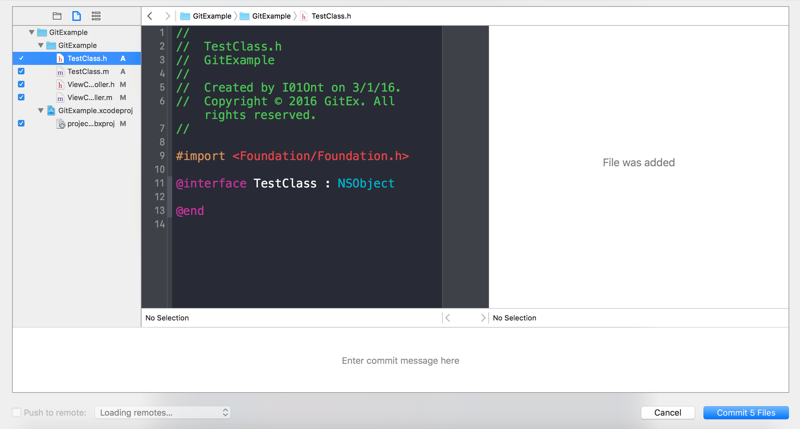 GitExample 〉 GitExample 〉 TestClass.h
GitExample
GitExample
TestClass.h A
TestClass.m A
ViewC...oller.h M
ViewC...ller.m M
GitExample.xcodeproj
projec...bxproj M
1 //
2 // TestClass.h
3 // GitExample
4 //
5 // Created by I01Ont on 3/1/16.
6 // Copyright © 2016 GitEx. All
rights reserved.
7 //
8
9 #import <Foundation/Foundation.h>
10
11 @interface TestClass : NSObject
12
13 @end
14
File was added
No Selection
No Selection
Enter commit message here
Push to remote: Loading remotes... Cancel Commit 5 Files